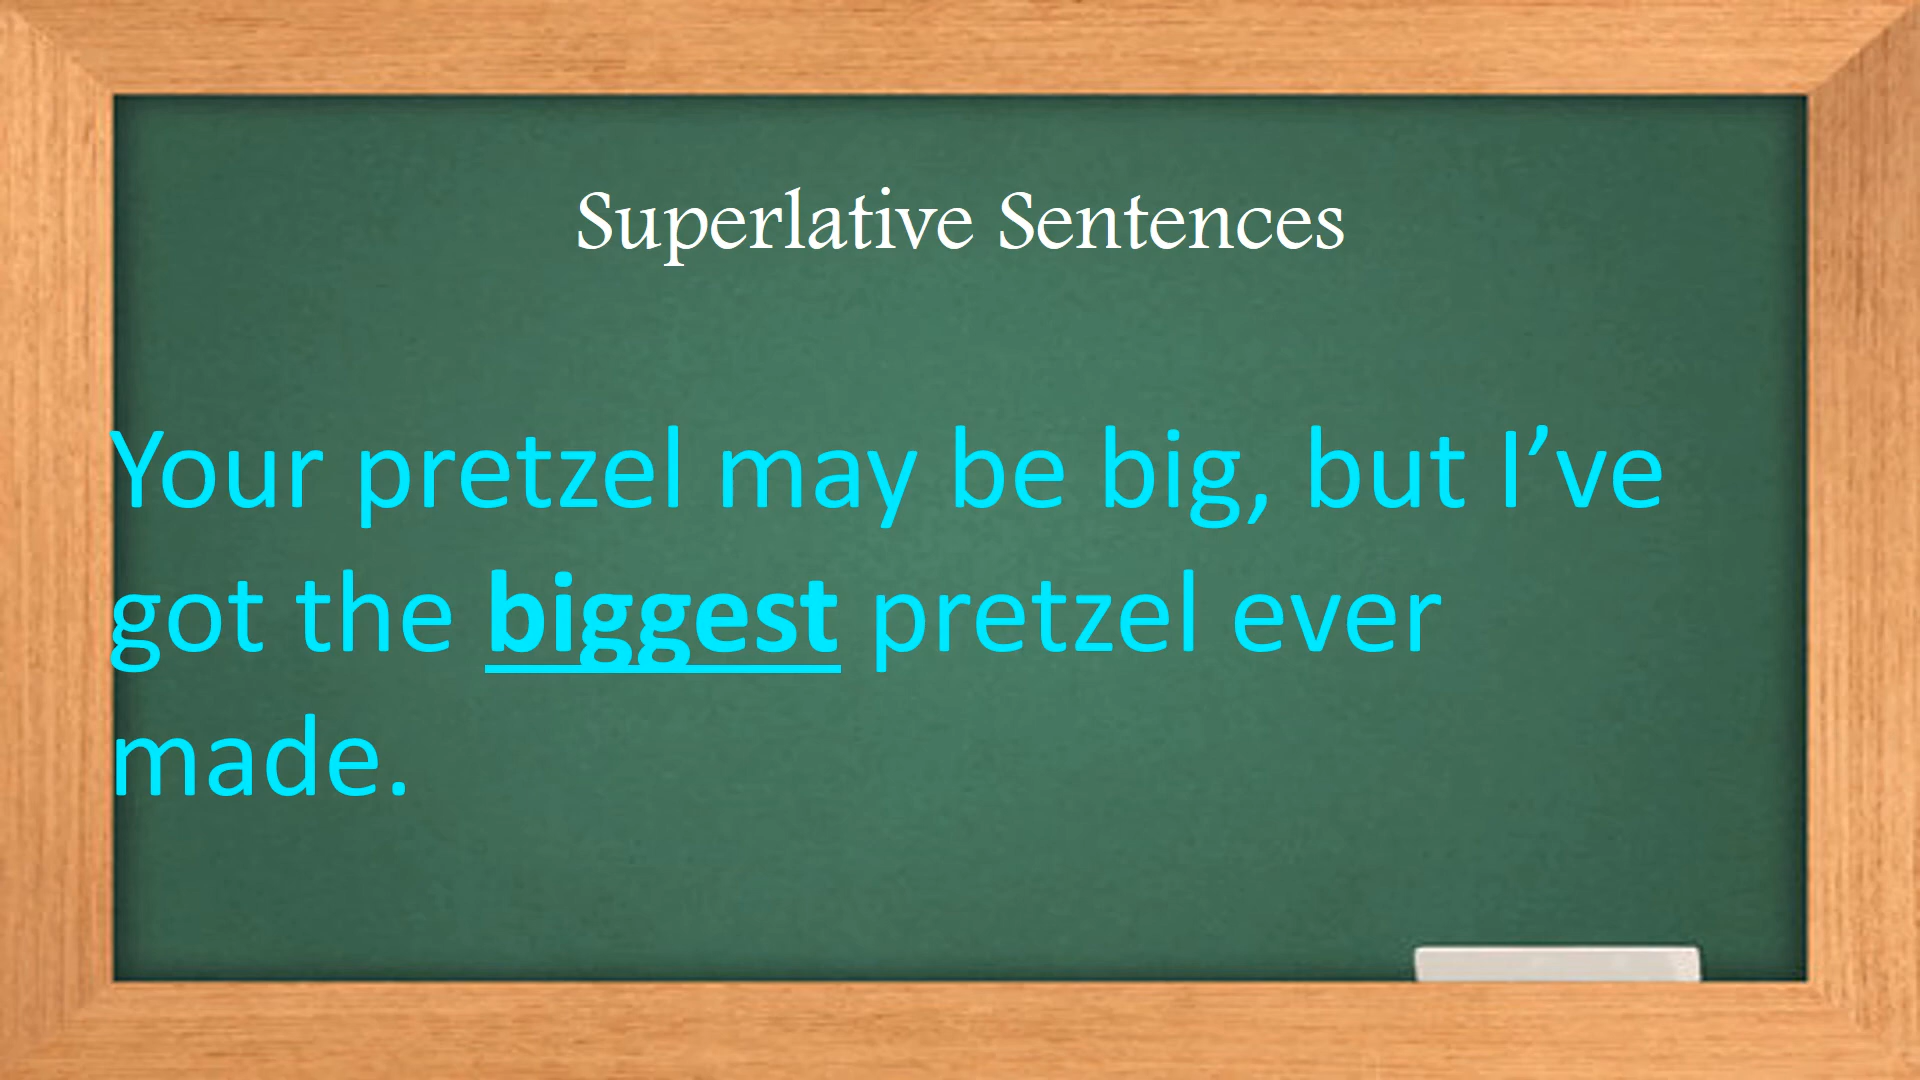 Superlative Sentences
Your pretzel may be big, but I’ve
got the biggest pretzel ever
made.